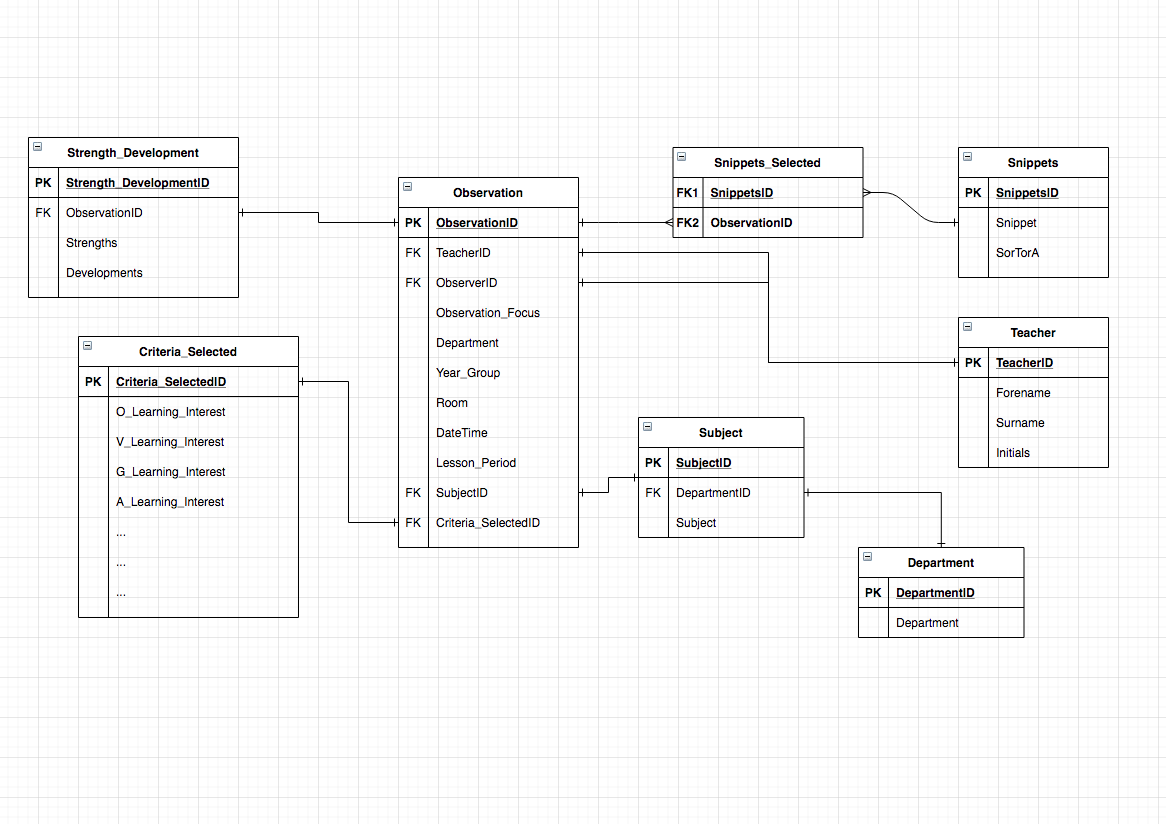 Strength_Development
PK Strength_DevelopmentID
FK ObservationID
Strengths
Developments
Criteria_Selected
PK Criteria_SelectedID
O_Learning_Interest
V_Learning_Interest
G_Learning_Interest
A_Learning_Interest
...
...
...
Observation
PK ObservationID
FK TeacherID
FK ObserverID
Observation_Focus
Department
Year_Group
Room
DateTime
Lesson_Period
FK SubjectID
FK Criteria_SelectedID
Snippets_Selected
FK1 SnippetsID
FK2 ObservationID
Snippets
PK SnippetsID
Snippet
SorTorA
Teacher
PK TeacherID
Forename
Surname
Initials
Subject
PK SubjectID
FK DepartmentID
Subject
Department
PK DepartmentID
Department